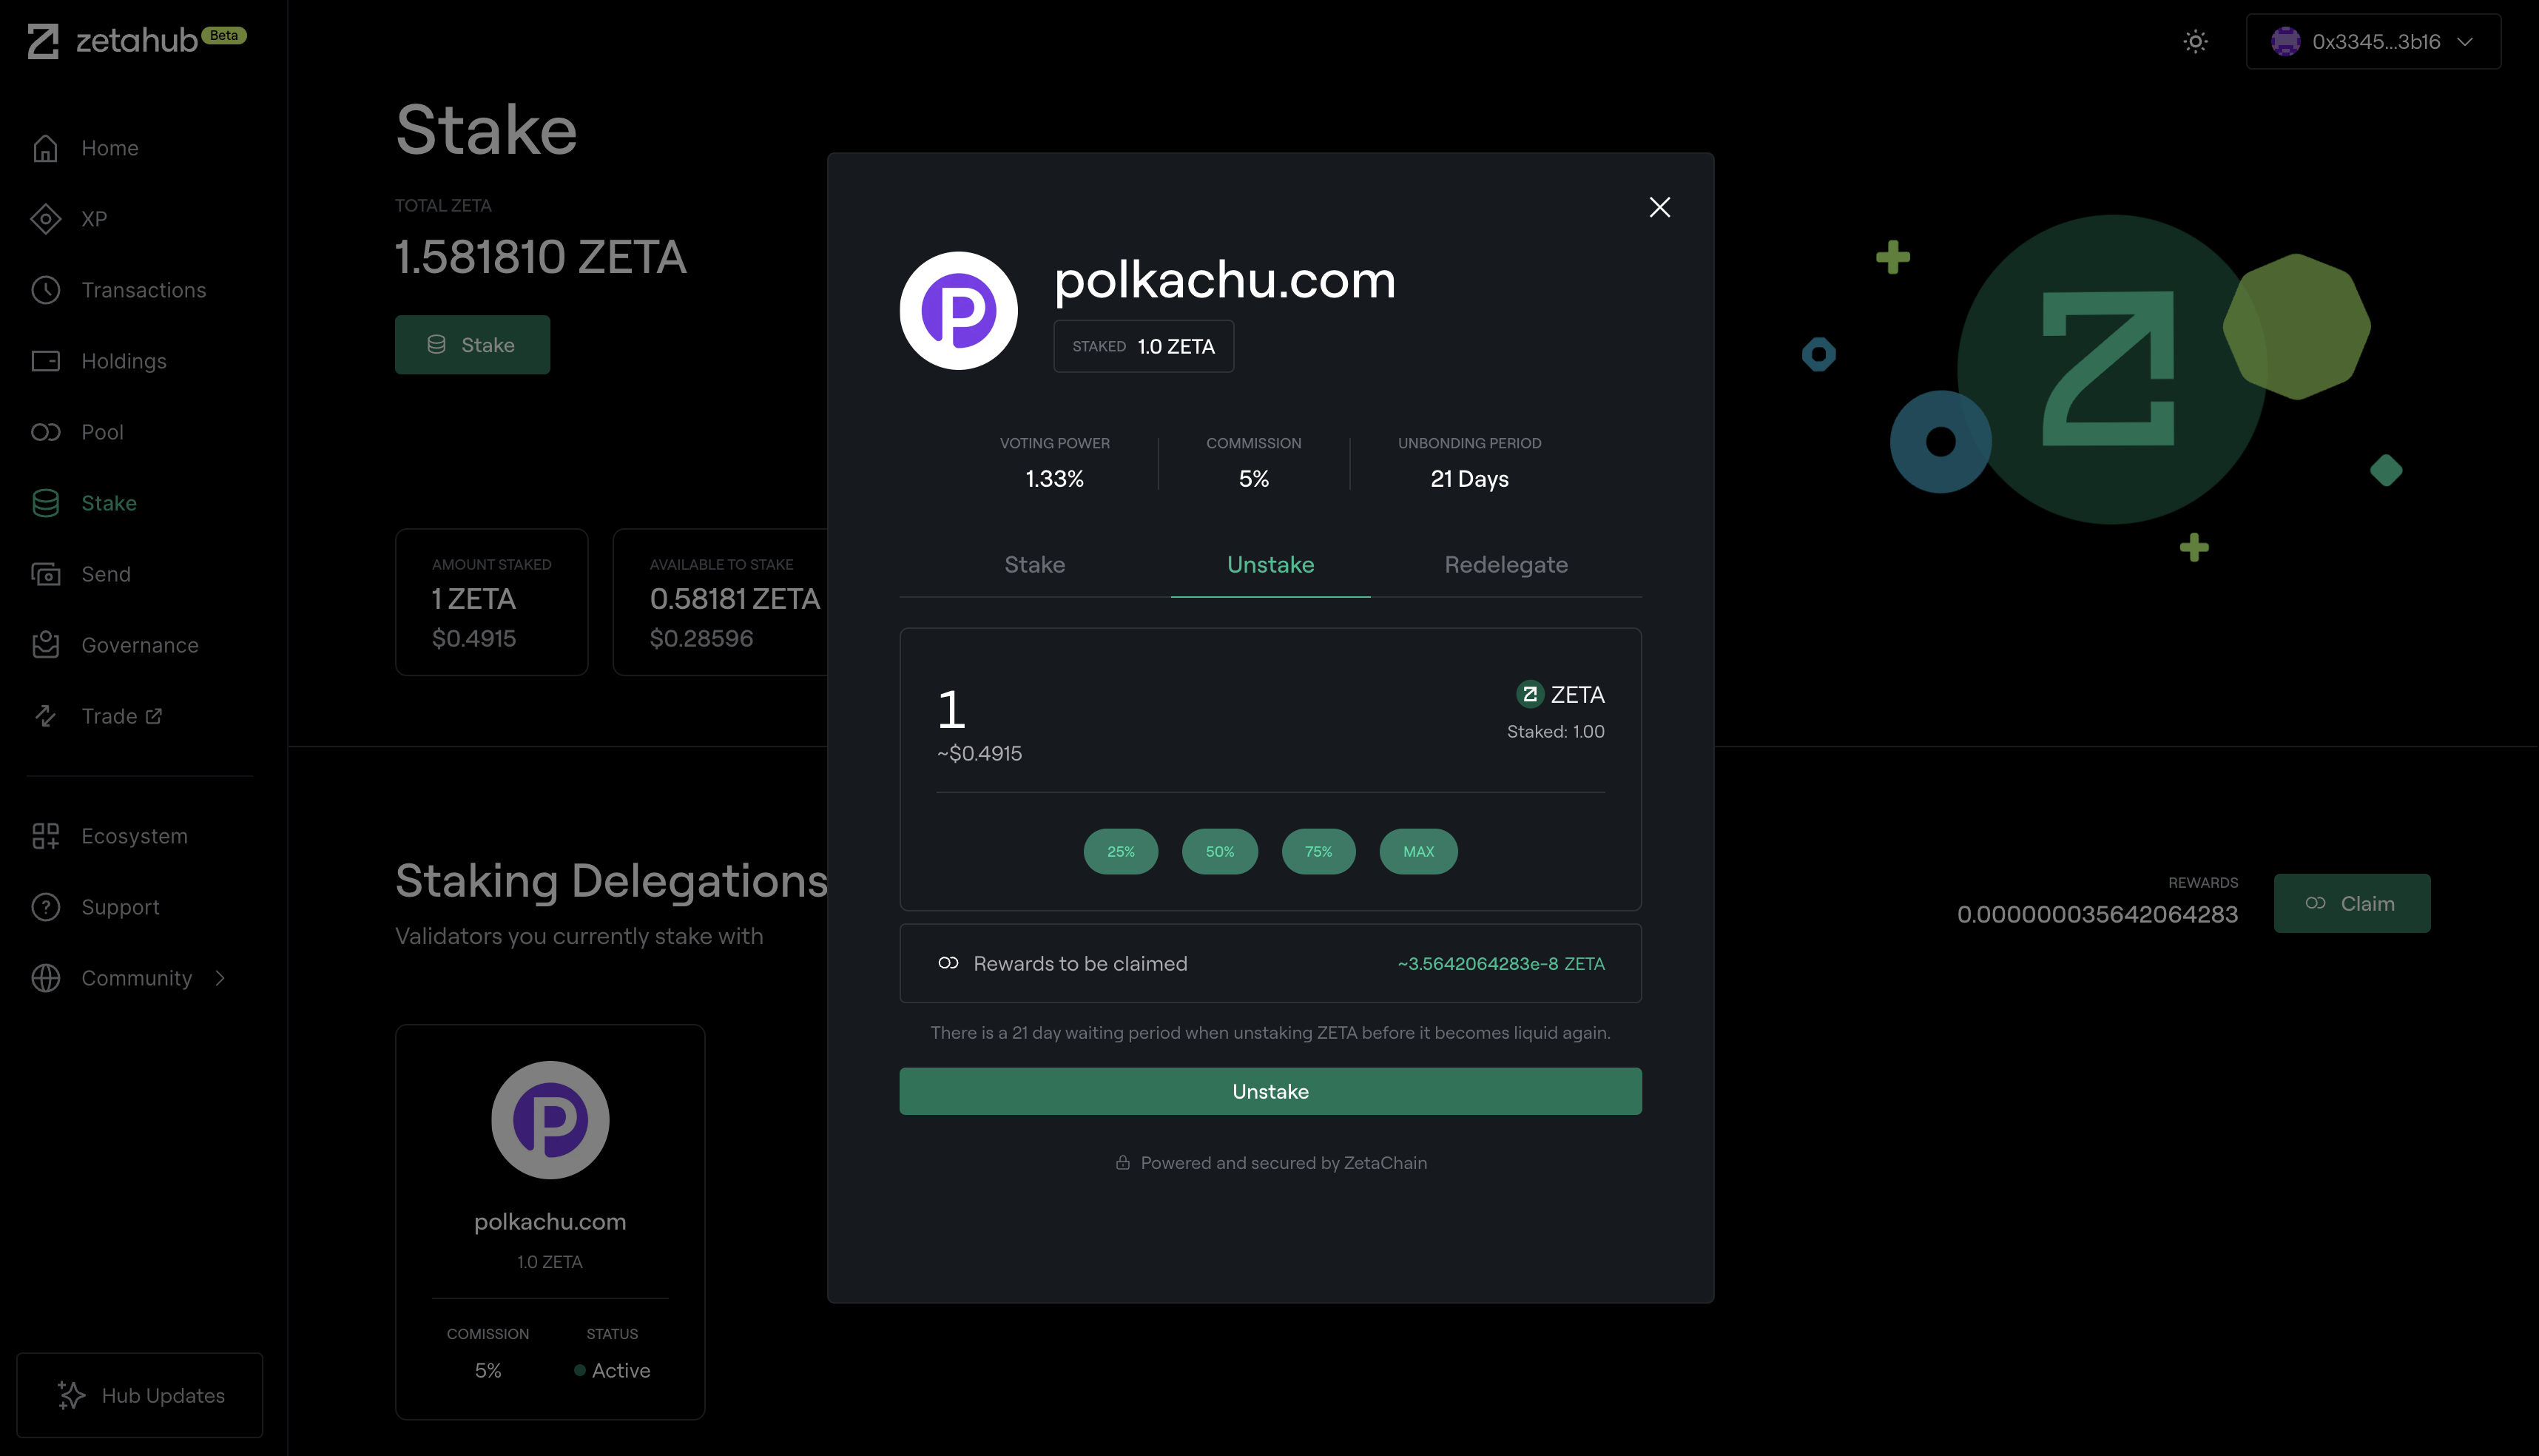 zetahub Beta
0x3345...3b16
Home
XP
Transactions
Holdings
Pool
Stake
Send
Governance
Trade
Ecosystem
Support
Community
Hub Updates
Stake
TOTAL ZETA
1.581810 ZETA
Stake
AMOUNT STAKED
1 ZETA
$0.4915
AVAILABLE TO STAKE
0.58181 ZETA
$0.28596
Staking Delegations
Validators you currently stake with
REWARDS
0.000000035642064283
Claim
polkachu.com
1.0 ZETA
COMISSION
5%
STATUS
Active
polkachu.com
STAKED 1.0 ZETA
VOTING POWER
1.33%
COMMISSION
5%
UNBONDING PERIOD
21 Days
Stake
Unstake
Redelegate
1
~$0.4915
ZETA
Staked: 1.00
25%
50%
75%
MAX
Rewards to be claimed
~3.5642064283e-8 ZETA
There is a 21 day waiting period when unstaking ZETA before it becomes liquid again.
Unstake
Powered and secured by ZetaChain